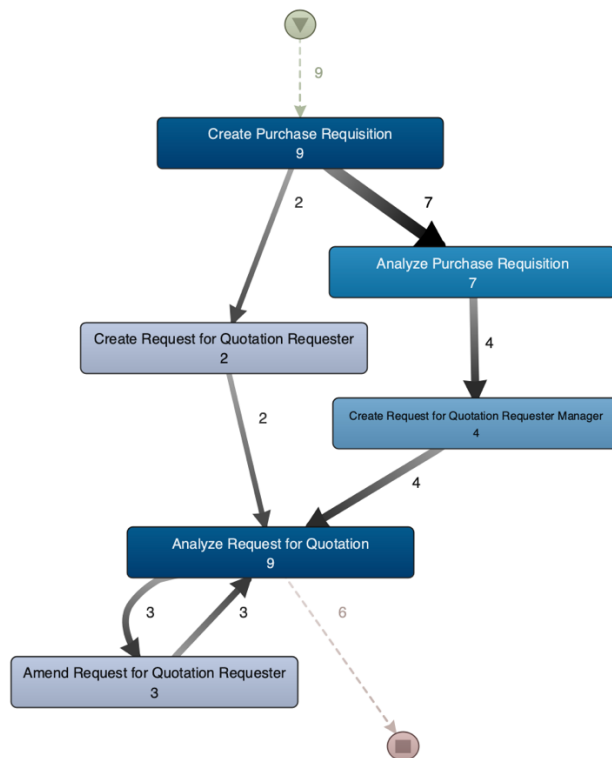 9
Create Purchase Requisition
9
2
7
Analyze Purchase Requisition
7
Create Request for Quotation Requester
2
4
Create Request for Quotation Requester Manager
4
2
4
Analyze Request for Quotation
9
3
3
6
Amend Request for Quotation Requester
3